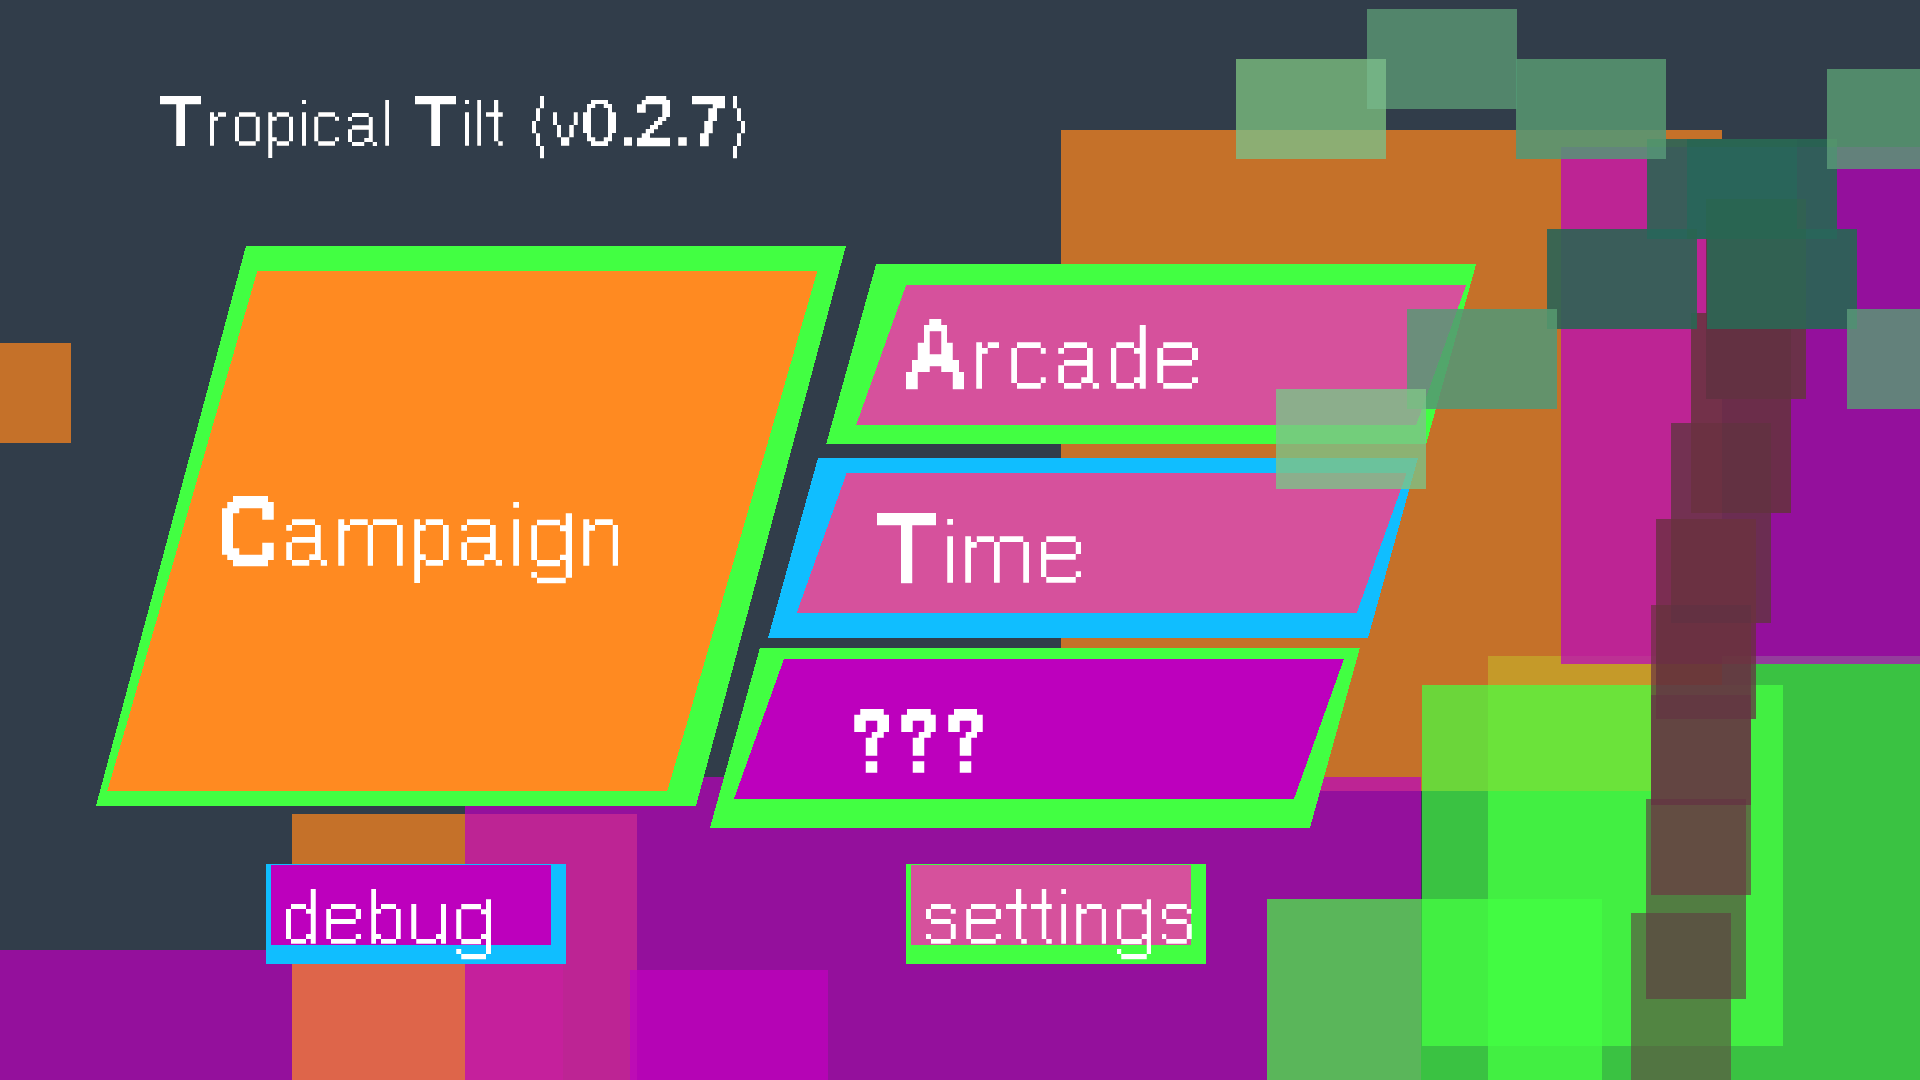 Tropical Tilt (v0.2.7)
Campaign
Arcade
Time
???
debug
settings